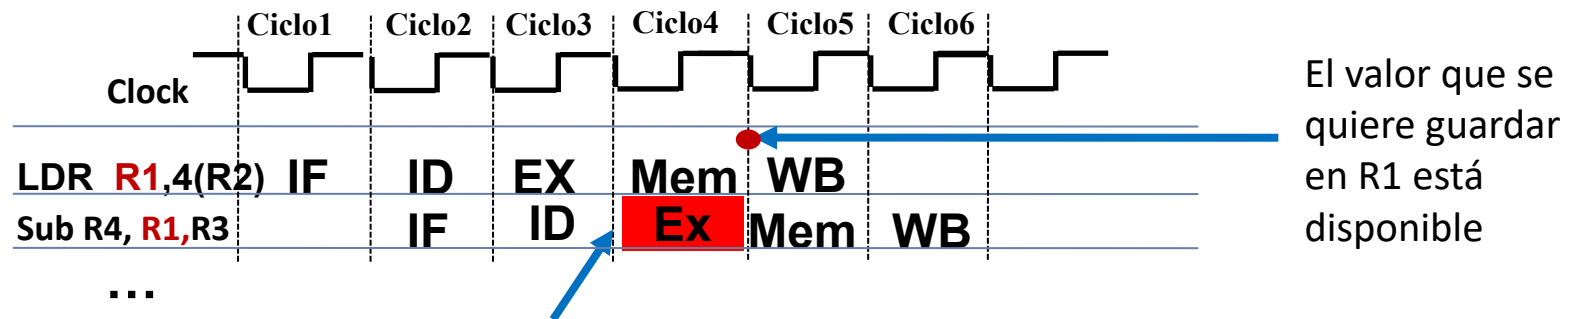 Ciclo1 Ciclo2 Ciclo3 Ciclo4 Ciclo5 Ciclo6
Clock
LDR R1,4(R2) IF ID EX Mem WB
Sub R4, R1,R3 IF ID Ex Mem WB
...
El valor que se
quiere guardar
en R1 está
disponible